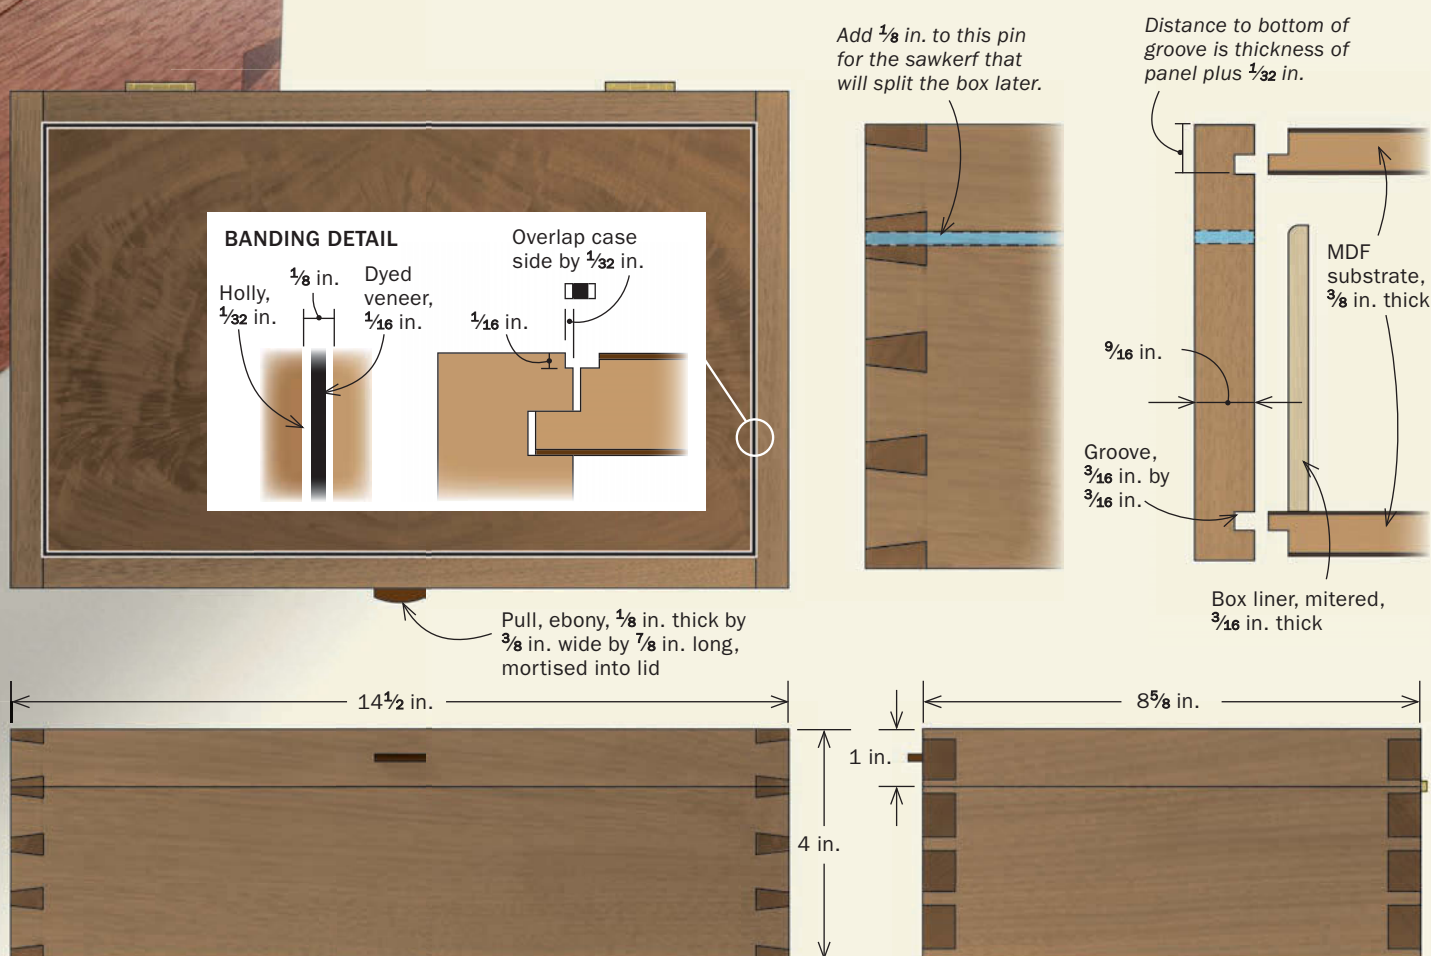 Add 1/8 in. to this pin
for the sawkerf that
will split the box later.
Distance to bottom of
groove is thickness of
panel plus 1/32 in.
BANDING DETAIL
Holly,
1/32 in.
1/8 in.
Dyed
veneer,
1/16 in.
Overlap case
side by 1/32 in.
1/16 in.
MDF
substrate,
3/8 in. thick
9/16 in.
Groove,
3/16 in. by
3/16 in.
Box liner, mitered,
3/16 in. thick
Pull, ebony, 1/8 in. thick by
3/8 in. wide by 7/8 in. long,
mortised into lid
14 1/2 in.
8 5/8 in.
1 in.
4 in.